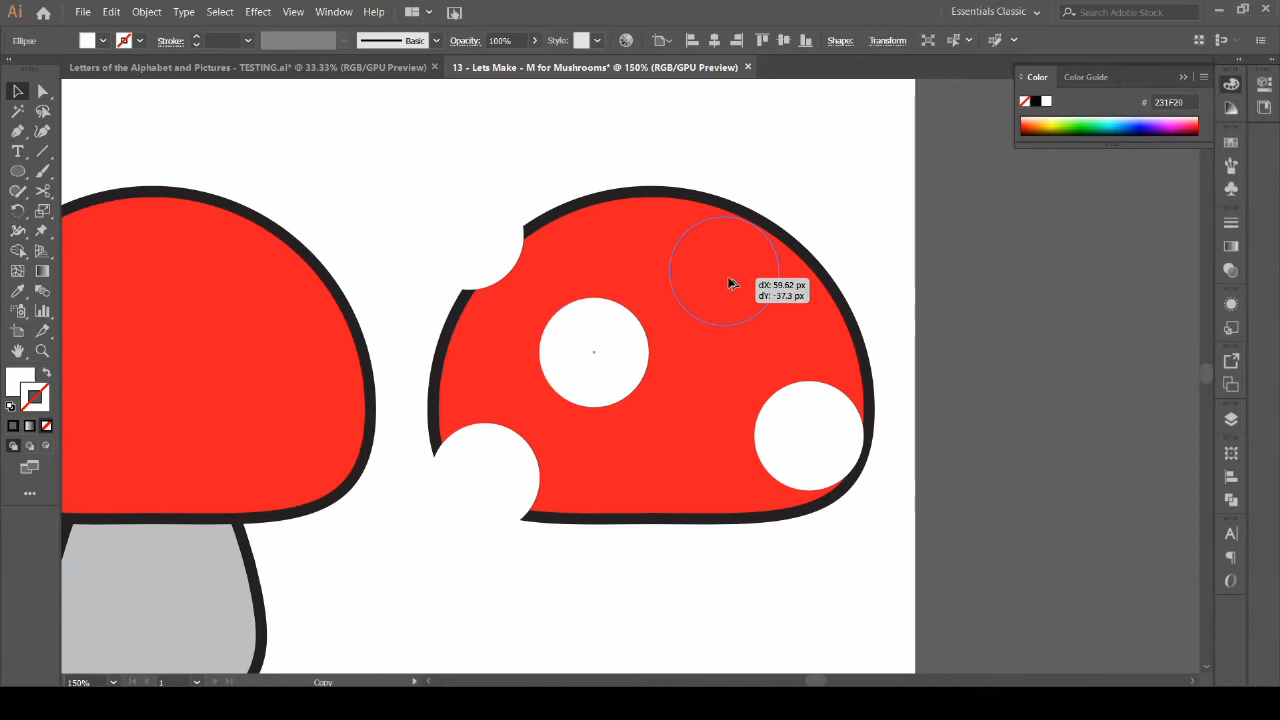 Ai File Edit Object Type Select Effect View Window Help Essentials Classic Search Adobe Stock
Ellipse Stroke: Basic Opacity: 100% Style: Shape: Transform
Letters of the Alphabet and Pictures - TESTING.ai* @ 33.33% (RGB/GPU Preview) × 13 - Lets Make - M for Mushrooms* @ 150% (RGB/GPU Preview) ×
Color Color Guide
# 231F20
dX: 59.62 px
dY: -37.3 px
150% 1 Copy